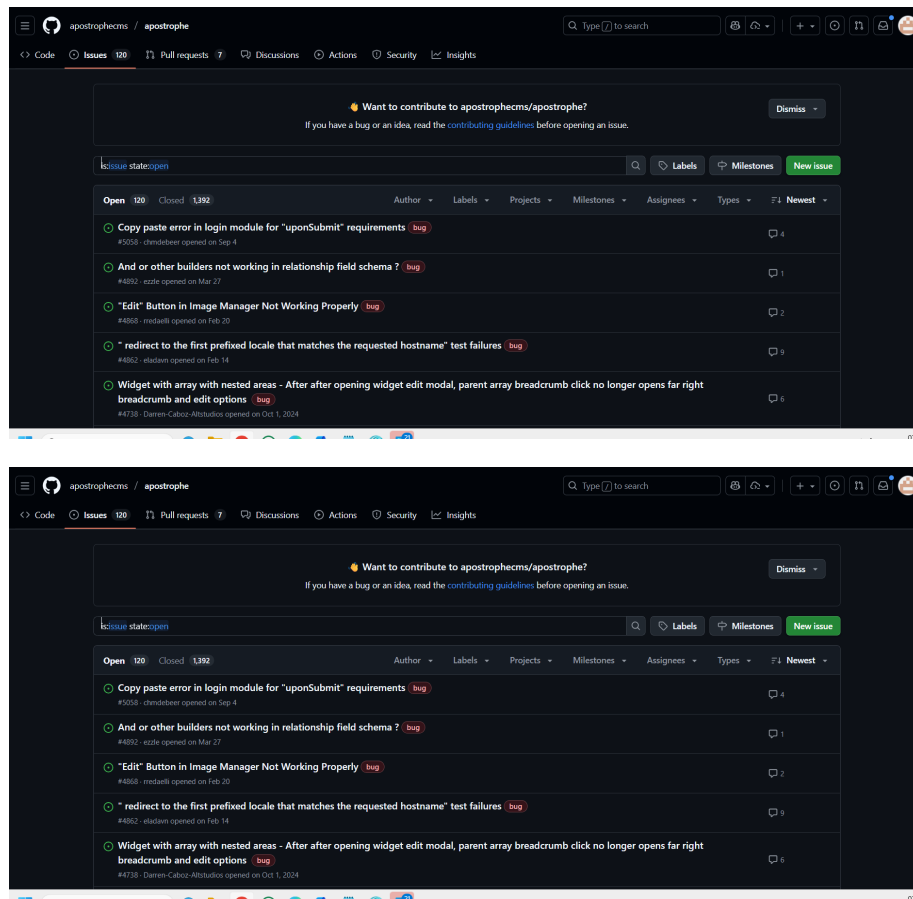 apostrophecms / apostrophe
Type / to search
Code Issues 120 Pull requests 7 Discussions Actions Security Insights
Want to contribute to apostrophecms/apostrophe?
If you have a bug or an idea, read the contributing guidelines before opening an issue.
Dismiss
is:issue state:open
Labels Milestones New issue
Open 120 Closed 1,392 Author Labels Projects Milestones Assignees Types Newest
Copy paste error in login module for "uponSubmit" requirements bug
4
#5058 · chmdebeer opened on Sep 4
And or other builders not working in relationship field schema ? bug
1
#4892 · ezzle opened on Mar 27
"Edit" Button in Image Manager Not Working Properly bug
2
#4868 · rredaelli opened on Feb 20
" redirect to the first prefixed locale that matches the requested hostname" test failures bug
9
#4862 · eladavn opened on Feb 14
Widget with array with nested areas - After after opening widget edit modal, parent array breadcrumb click no longer opens far right
breadcrumb and edit options bug
6
#4738 · Darren-Caboz-Altstudios opened on Oct 1, 2024
apostrophecms / apostrophe
Type / to search
Code Issues 120 Pull requests 7 Discussions Actions Security Insights
Want to contribute to apostrophecms/apostrophe?
If you have a bug or an idea, read the contributing guidelines before opening an issue.
Dismiss
is:issue state:open
Labels Milestones New issue
Open 120 Closed 1,392 Author Labels Projects Milestones Assignees Types Newest
Copy paste error in login module for "uponSubmit" requirements bug
4
#5058 · chmdebeer opened on Sep 4
And or other builders not working in relationship field schema ? bug
1
#4892 · ezzle opened on Mar 27
"Edit" Button in Image Manager Not Working Properly bug
2
#4868 · rredaelli opened on Feb 20
" redirect to the first prefixed locale that matches the requested hostname" test failures bug
9
#4862 · eladavn opened on Feb 14
Widget with array with nested areas - After after opening widget edit modal, parent array breadcrumb click no longer opens far right
breadcrumb and edit options bug
6
#4738 · Darren-Caboz-Altstudios opened on Oct 1, 2024